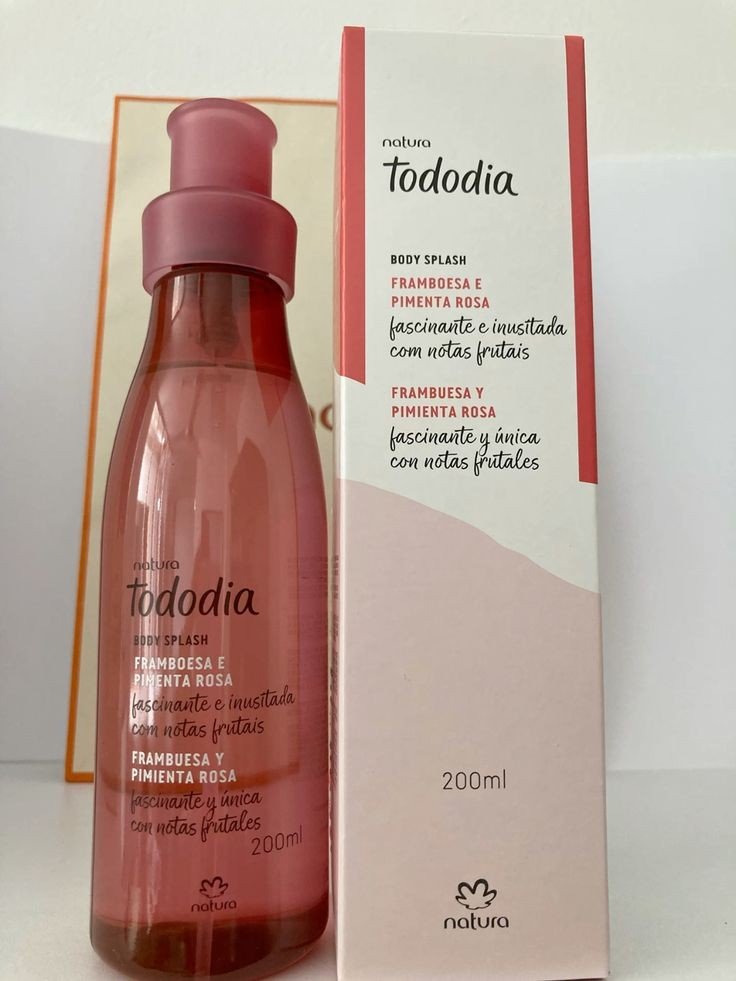 natura
Tododia
BODY SPLASH
FRAMBOESA E
PIMENTA ROSA
fascinante e inusitada
com notas frutais
FRAMBUESA Y
PIMIENTA ROSA
fascinante y única
con notas frutales
200ml
natura
natura
Tododia
BODY SPLASH
FRAMBOESA E
PIMENTA ROSA
fascinante e inusitada
com notas frutais
FRAMBUESA Y
PIMIENTA ROSA
fascinante y única
con notas frutales
200ml
natura